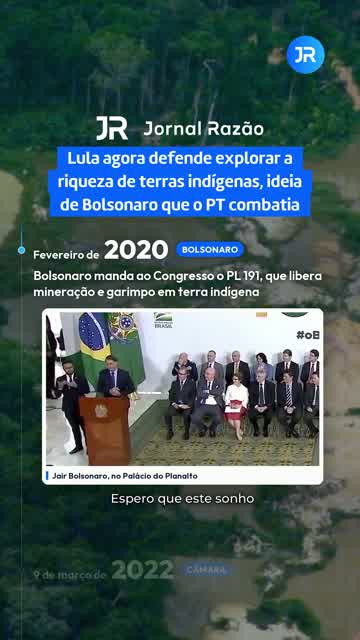 JR
JR Jornal Razão
Lula agora defende explorar a
riqueza de terras indígenas, ideia
de Bolsonaro que o PT combatia
Fevereiro de 2020 BOLSONARO
Bolsonaro manda ao Congresso o PL 191, que libera
mineração e garimpo em terra indígena
BRASIL
Jair Bolsonaro, no Palácio do Planalto
Espero que este sonho
9 de março de 2022 CÂMARA